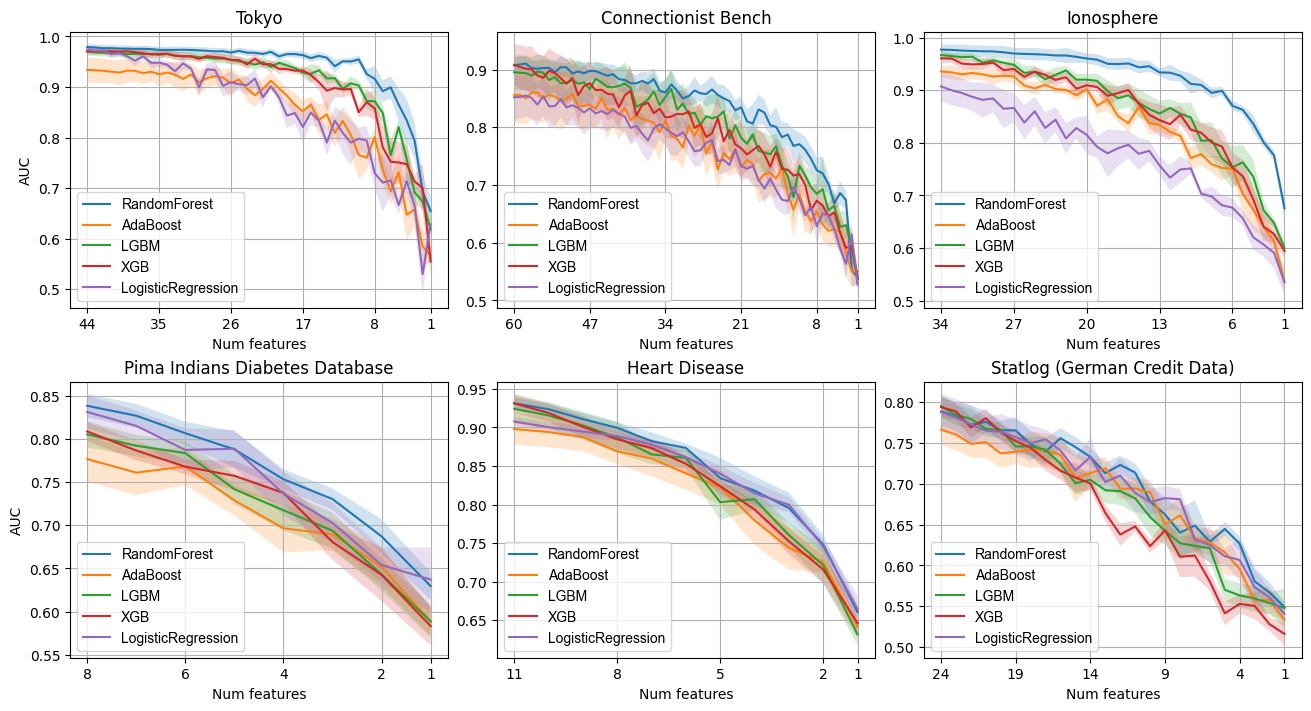 Tokyo
AUC
1.0
0.9
0.8
0.7
0.6
0.5
RandomForest
AdaBoost
LGBM
XGB
LogisticRegression
44 35 26 17 8 1
Num features
Connectionist Bench
0.9
0.8
0.7
0.6
0.5
RandomForest
AdaBoost
LGBM
XGB
LogisticRegression
60 47 34 21 8 1
Num features
Ionosphere
1.0
0.9
0.8
0.7
0.6
0.5
RandomForest
AdaBoost
LGBM
XGB
LogisticRegression
34 27 20 13 6 1
Num features
Pima Indians Diabetes Database
AUC
0.85
0.80
0.75
0.70
0.65
0.60
0.55
RandomForest
AdaBoost
LGBM
XGB
LogisticRegression
8 6 4 2 1
Num features
Heart Disease
0.95
0.90
0.85
0.80
0.75
0.70
0.65
RandomForest
AdaBoost
LGBM
XGB
LogisticRegression
11 8 5 2 1
Num features
Statlog (German Credit Data)
0.80
0.75
0.70
0.65
0.60
0.55
0.50
RandomForest
AdaBoost
LGBM
XGB
LogisticRegression
24 19 14 9 4 1
Num features